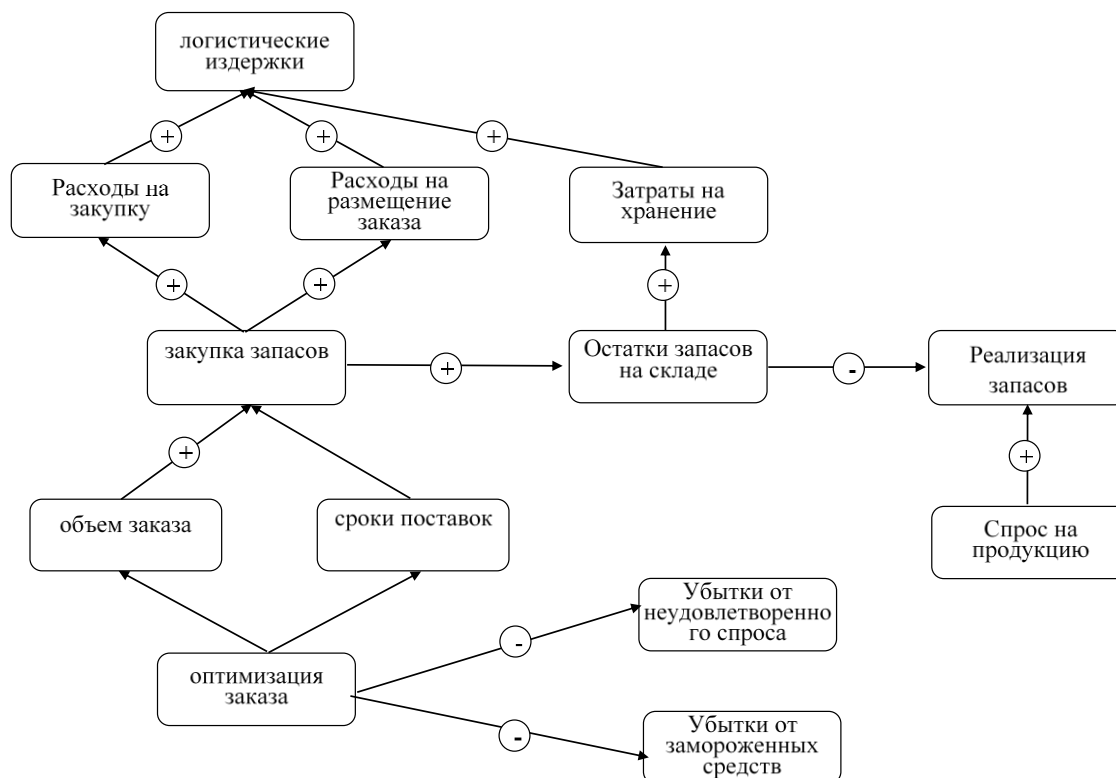 логистические
издержки
+
+
+
Расходы на
закупку
Расходы на
размещение
заказа
Затраты на
хранение
+
+
+
закупка запасов
+
Остатки запасов
на складе
-
Реализация
запасов
+
+
объем заказа
сроки поставок
Спрос на
продукцию
Убытки от
неудовлетворенно
го спроса
-
оптимизация
заказа
-
Убытки от
замороженных
средств